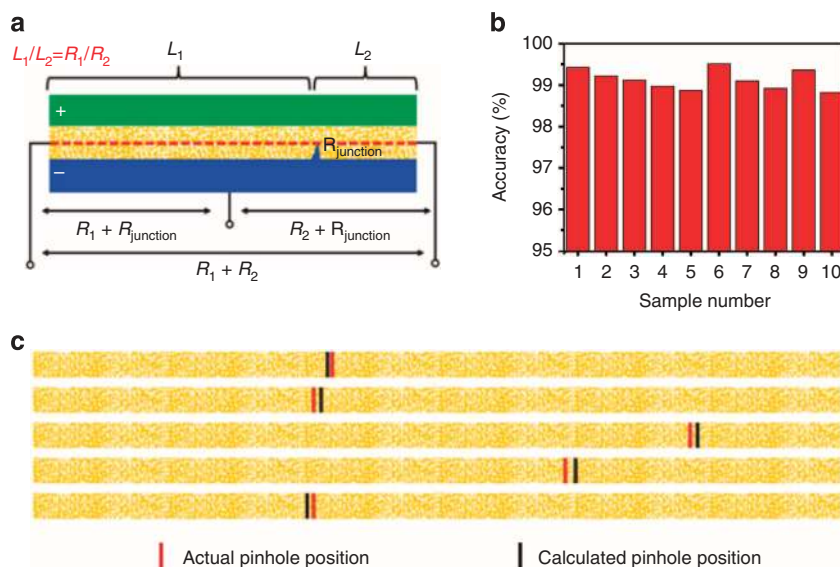 a
L1/L2=R1/R2
L1
L2
+
Rjunction
−
R1 + Rjunction
R2 + Rjunction
R1 + R2
b
100
99
98
97
96
95
Accuracy (%)
1 2 3 4 5 6 7 8 9 10
Sample number
c
Actual pinhole position
Calculated pinhole position